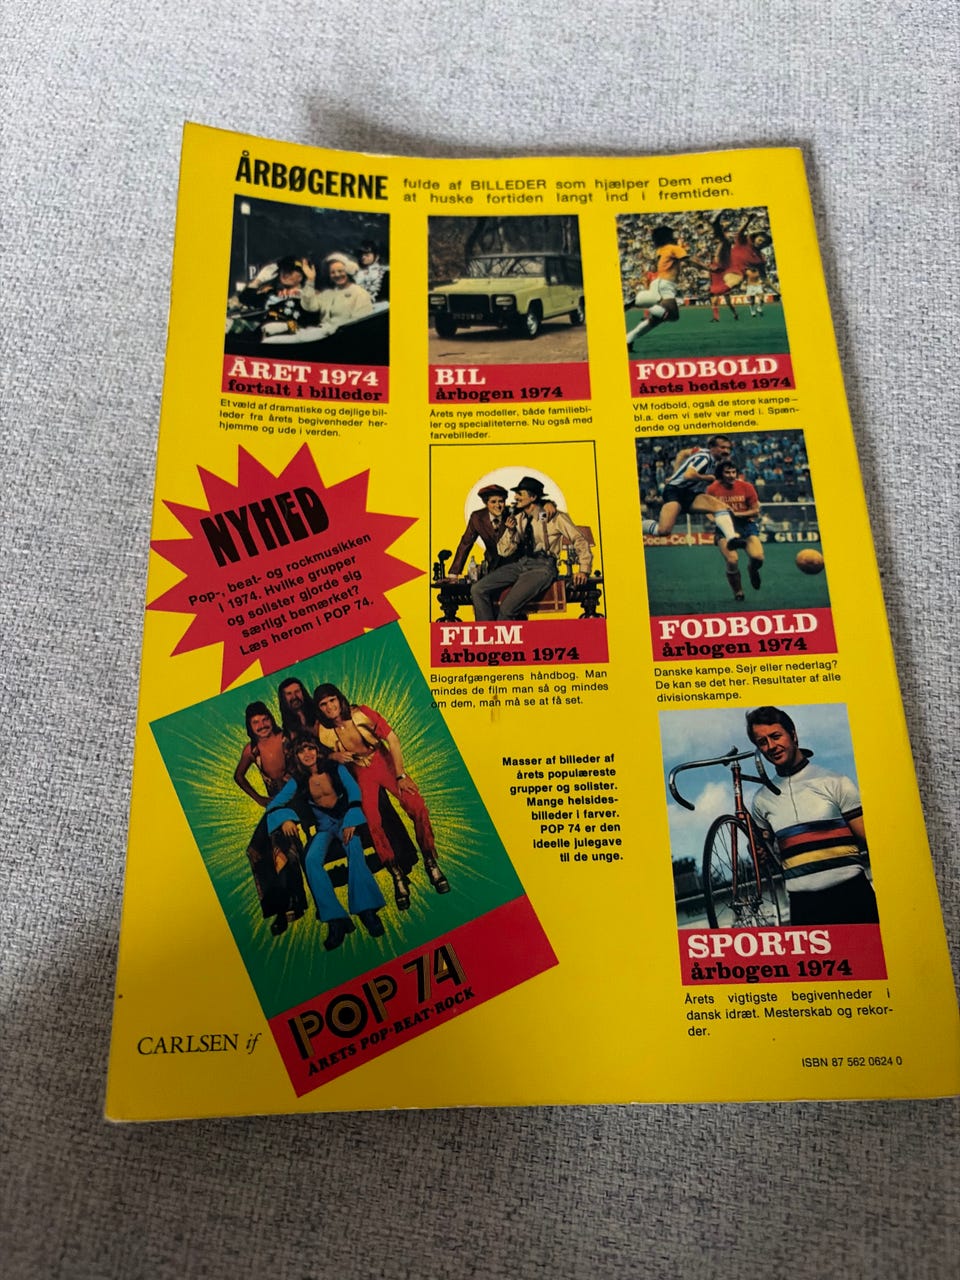 ÅRBØGERNE
fulde af BILLEDER som hjælper Dem med
at huske fortiden langt ind i fremtiden.
ÅRET 1974
fortalt i billeder
Et væld af dramatiske og dejlige bil-
leder fra årets begivenheder her-
hjemme og ude i verden.
BIL
årbogen 1974
Årets nye modeller, både familiebi-
ler og specialiteterne. Nu også med
farvebilleder.
FODBOLD
årets bedste 1974
VM fodbold, også de store kampe—
bl.a. dem vi selv var med i. Spæn-
dende og underholdende.
NYHED
Pop-, beat- og rockmusikken
i 1974. Hvilke grupper
og solister gjorde sig
særligt bemærket?
Læs herom i POP 74.
FILM
årbogen 1974
Biografgængerens håndbog. Man
mindes de film man så og mindes
om dem, man må se at få set.
Coca-Cola
GULD
FODBOLD
årbogen 1974
Danske kampe. Sejr eller nederlag?
De kan se det her. Resultater af alle
divisionskampe.
Masser af billeder af
årets populæreste
grupper og solister.
Mange helsides-
billeder i farver.
POP 74 er den
ideelle julegave
til de unge.
POP 74
ÅRETS POP·BEAT·ROCK
SPORTS
årbogen 1974
Årets vigtigste begivenheder i
dansk idræt. Mesterskab og rekor-
der.
CARLSEN if
ISBN 87 562 0624 0